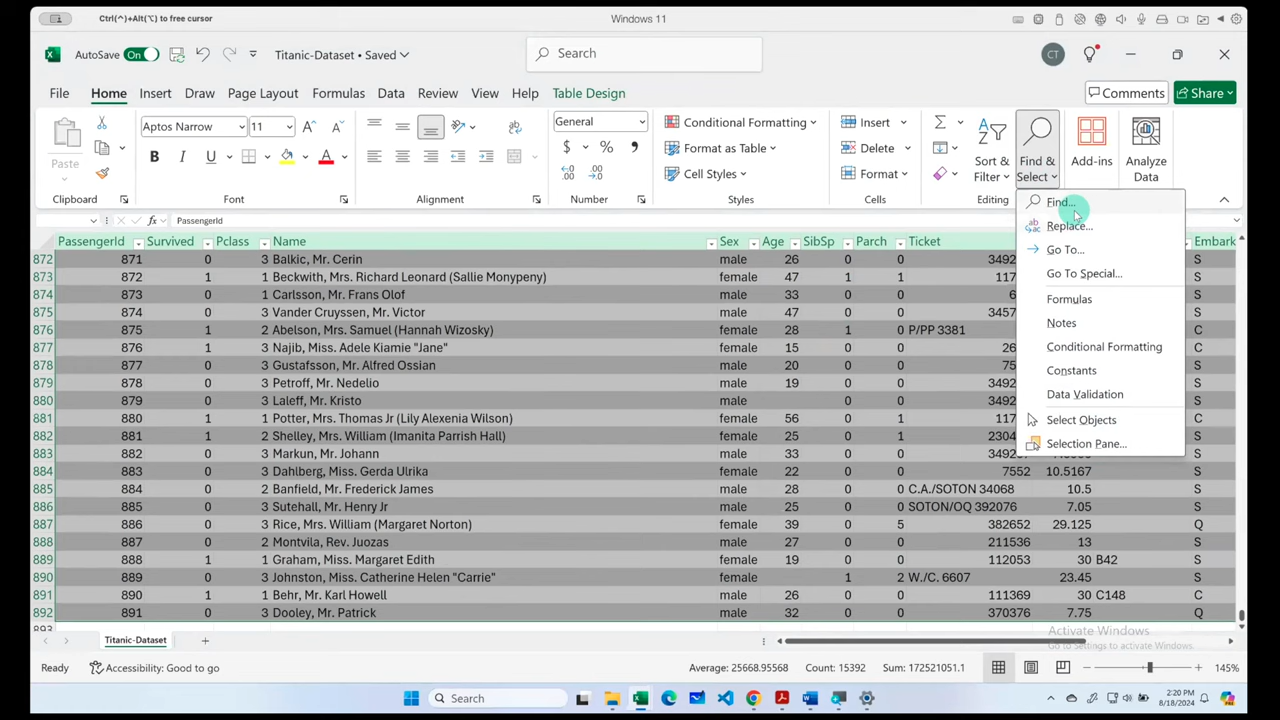 Ctrl(^)+Alt(⌥) to free cursor
Windows 11
AutoSave On
Titanic-Dataset • Saved
Search
CT
File Home Insert Draw Page Layout Formulas Data Review View Help Table Design
Comments Share
Paste
Aptos Narrow 11
General
Conditional Formatting
Format as Table
Cell Styles
Insert
Delete
Format
Sort & Filter
Find & Select
Add-ins
Analyze Data
Clipboard Font Alignment Number Styles Cells Editing
PassengerId
Find...
Replace...
Go To...
Go To Special...
Formulas
Notes
Conditional Formatting
Constants
Data Validation
Select Objects
Selection Pane...
PassengerId Survived Pclass Name Sex Age SibSp Parch Ticket Embark
872 871 0 3 Balkic, Mr. Cerin male 26 0 0 3492 S
873 872 1 1 Beckwith, Mrs. Richard Leonard (Sallie Monypeny) female 47 1 1 117 S
874 873 0 1 Carlsson, Mr. Frans Olof male 33 0 0 6 S
875 874 0 3 Vander Cruyssen, Mr. Victor male 47 0 0 3457 S
876 875 1 2 Abelson, Mrs. Samuel (Hannah Wizosky) female 28 1 0 P/PP 3381 C
877 876 1 3 Najib, Miss. Adele Kiamie "Jane" female 15 0 0 26 C
878 877 0 3 Gustafsson, Mr. Alfred Ossian male 20 0 0 75 S
879 878 0 3 Petroff, Mr. Nedelio male 19 0 0 3492 S
880 879 0 3 Laleff, Mr. Kristo male 0 0 3492 S
881 880 1 1 Potter, Mrs. Thomas Jr (Lily Alexenia Wilson) female 56 0 1 117 C
882 881 1 2 Shelley, Mrs. William (Imanita Parrish Hall) female 25 0 1 2304 S
883 882 0 3 Markun, Mr. Johann male 33 0 0 3492 S
884 883 0 3 Dahlberg, Miss. Gerda Ulrika female 22 0 0 7552 10.5167 S
885 884 0 2 Banfield, Mr. Frederick James male 28 0 0 C.A./SOTON 34068 10.5 S
886 885 0 3 Sutehall, Mr. Henry Jr male 25 0 0 SOTON/OQ 392076 7.05 S
887 886 0 3 Rice, Mrs. William (Margaret Norton) female 39 0 5 382652 29.125 Q
888 887 0 2 Montvila, Rev. Juozas male 27 0 0 211536 13 S
889 888 1 1 Graham, Miss. Margaret Edith female 19 0 0 112053 30 B42 S
890 889 0 3 Johnston, Miss. Catherine Helen "Carrie" female 1 2 W./C. 6607 23.45 S
891 890 1 1 Behr, Mr. Karl Howell male 26 0 0 111369 30 C148 C
892 891 0 3 Dooley, Mr. Patrick male 32 0 0 370376 7.75 Q
Activate Windows
Go to Settings to activate Windows.
Titanic-Dataset
Ready Accessibility: Good to go Average: 25668.95568 Count: 15392 Sum: 172521051.1 145%
Search
2:20 PM
8/18/2024